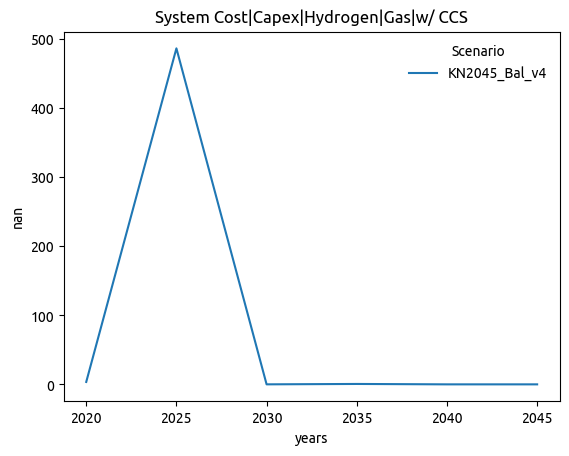 System Cost|Capex|Hydrogen|Gas|w/ CCS
Scenario
KN2045_Bal_v4
500
400
300
200
100
0
nan
2020 2025 2030 2035 2040 2045
years